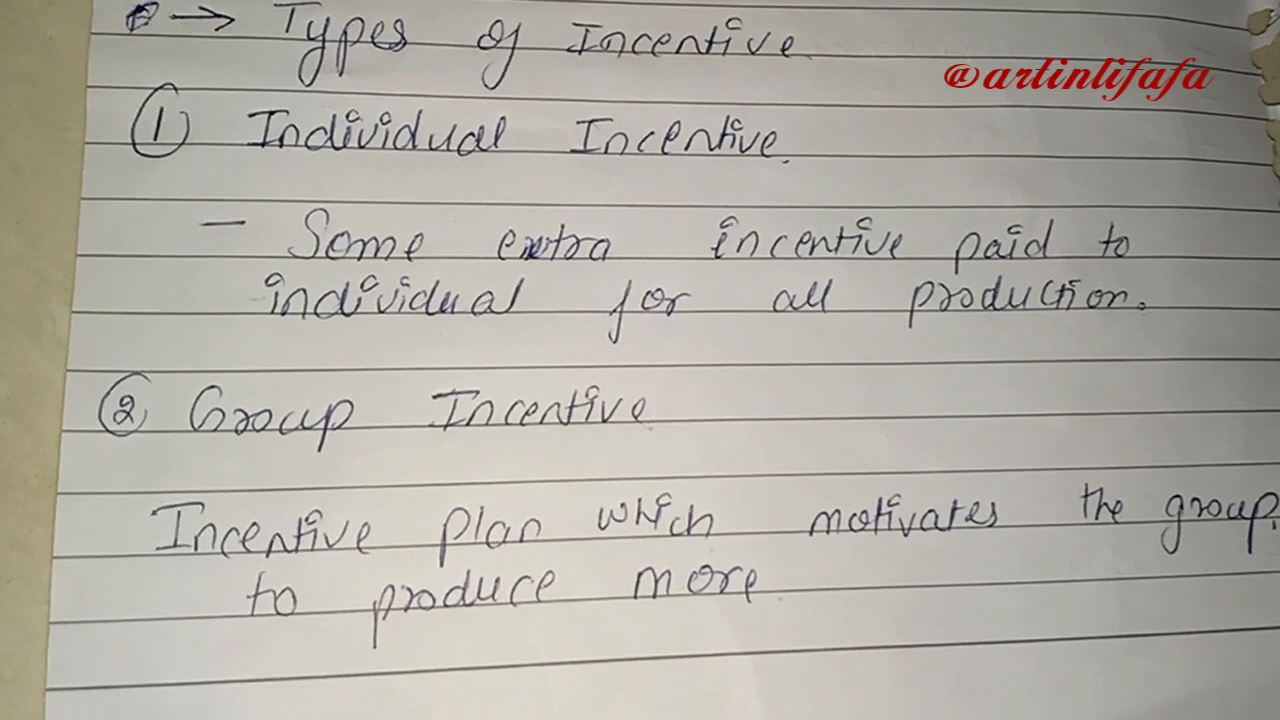 → Types of Incentive
@artinlifafa
① Individual Incentive.
- Some extra incentive paid to
individual for all production.
② Group Incentive
Incentive plan which motivates the group
to produce more